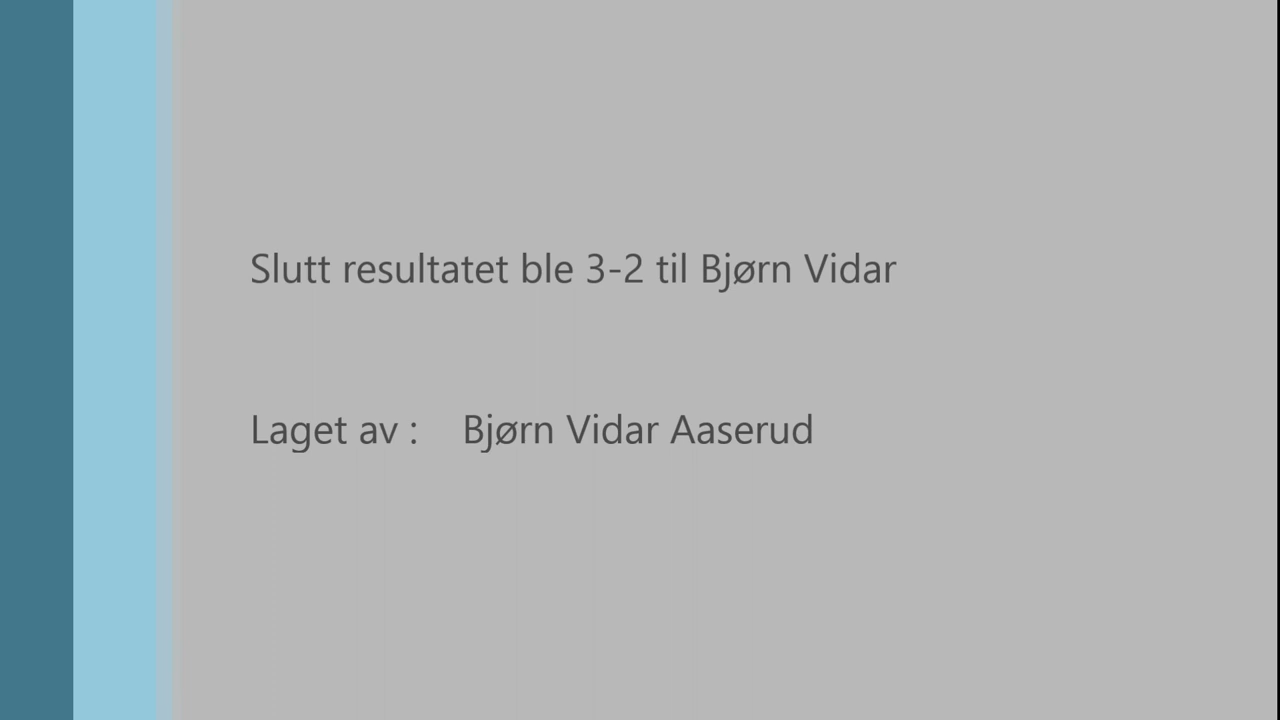 Slutt resultatet ble 3-2 til Bjørn Vidar
Laget av : Bjørn Vidar Aaserud